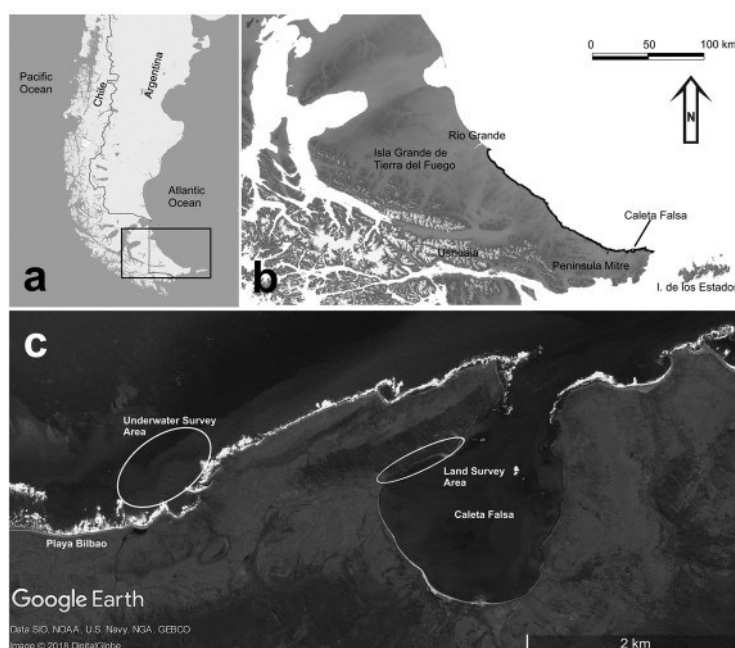 Pacific
Ocean
Chile
Argentina
Atlantic
Ocean
a
0 50 100 km
N
Rio Grande
Isla Grande de
Tierra del Fuego
Caleta Falsa
Ushuaia
Peninsula Mitre
I. de los Estados
b
c
Underwater Survey
Area
Land Survey
Area
Caleta Falsa
Playa Bilbao
Google Earth
Data SIO, NOAA, U.S. Navy, NGA, GEBCO
Image © 2018 DigitalGlobe
2 km